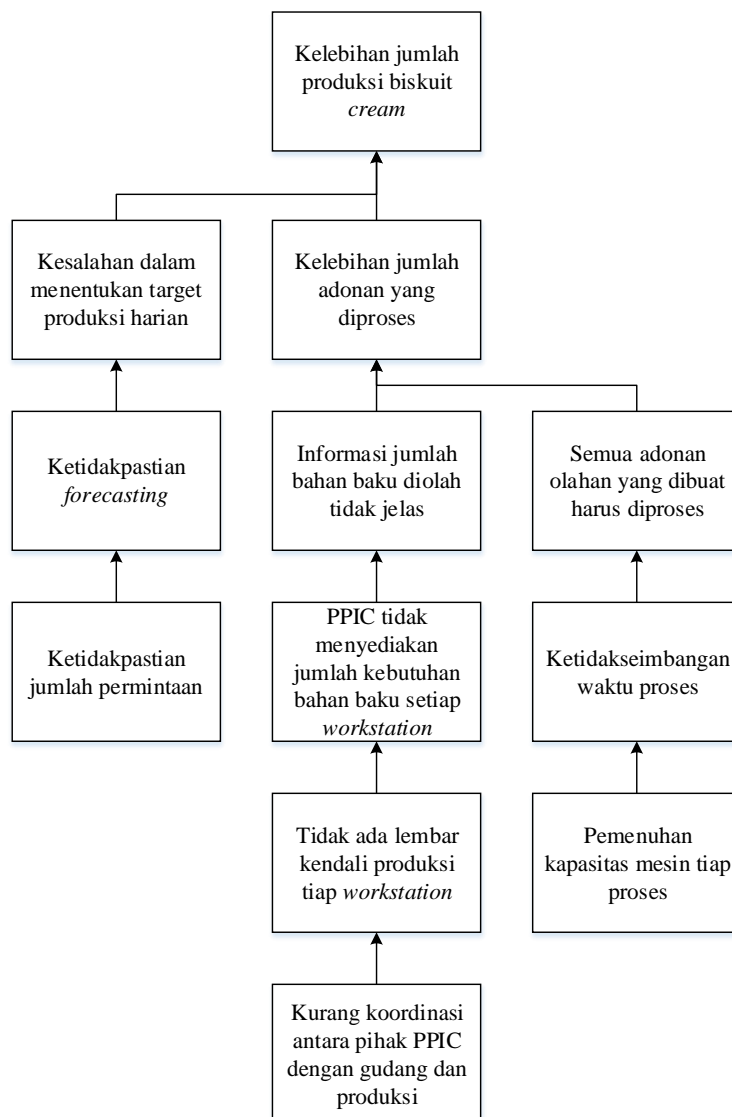 Kelebihan jumlah
produksi biskuit
cream
Kesalahan dalam
menentukan target
produksi harian
Kelebihan jumlah
adonan yang
diproses
Ketidakpastian
forecasting
Informasi jumlah
bahan baku diolah
tidak jelas
Semua adonan
olahan yang dibuat
harus diproses
Ketidakpastian
jumlah permintaan
PPIC tidak
menyediakan
jumlah kebutuhan
bahan baku setiap
workstation
Ketidakseimbangan
waktu proses
Tidak ada lembar
kendali produksi
tiap workstation
Pemenuhan
kapasitas mesin tiap
proses
Kurang koordinasi
antara pihak PPIC
dengan gudang dan
produksi